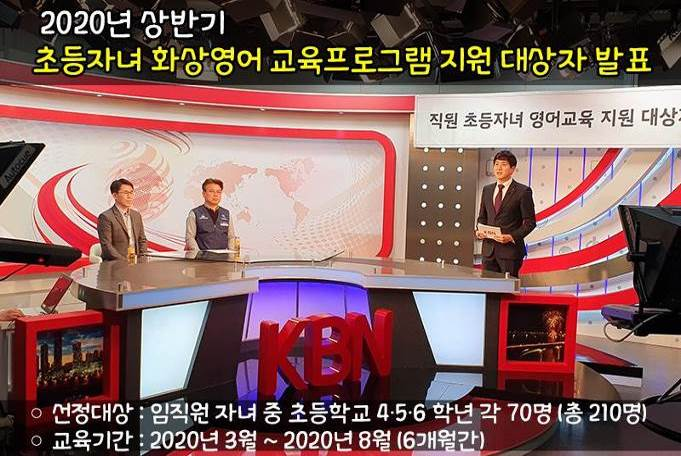 2020년 상반기
초등자녀 화상영어 교육프로그램 지원 대상자 발표
직원 초등자녀 영어교육 지원 대상자
Autocue
KBN
○ 선정대상 : 임직원 자녀 중 초등학교 4·5·6 학년 각 70명 (총 210명)
○ 교육기간 : 2020년 3월 ~ 2020년 8월 (6개월간)